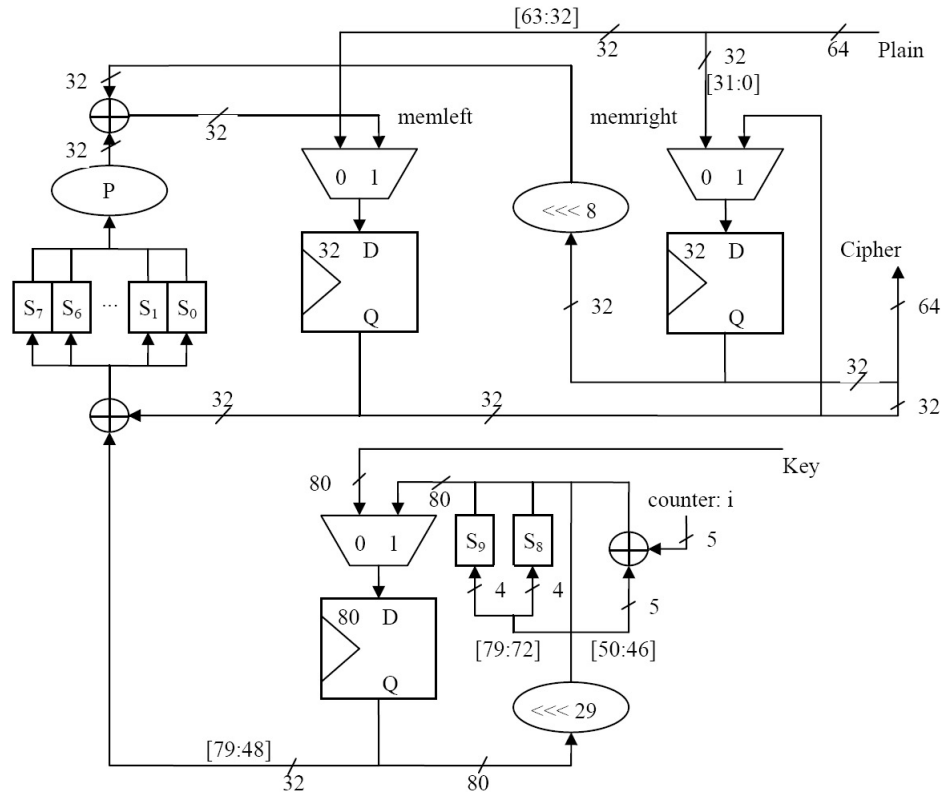 [63:32]
32
64
Plain
32
32
[31:0]
32
memleft
memright
32
P
0 1
<<< 8
0 1
32 D
Q
32 D
Q
Cipher
S7 S6 ... S1 S0
32
64
32
32
32
32
Key
80
80
counter: i
0 1
S9
S8
5
4
4
5
80 D
Q
[79:72]
[50:46]
<<< 29
[79:48]
32
80